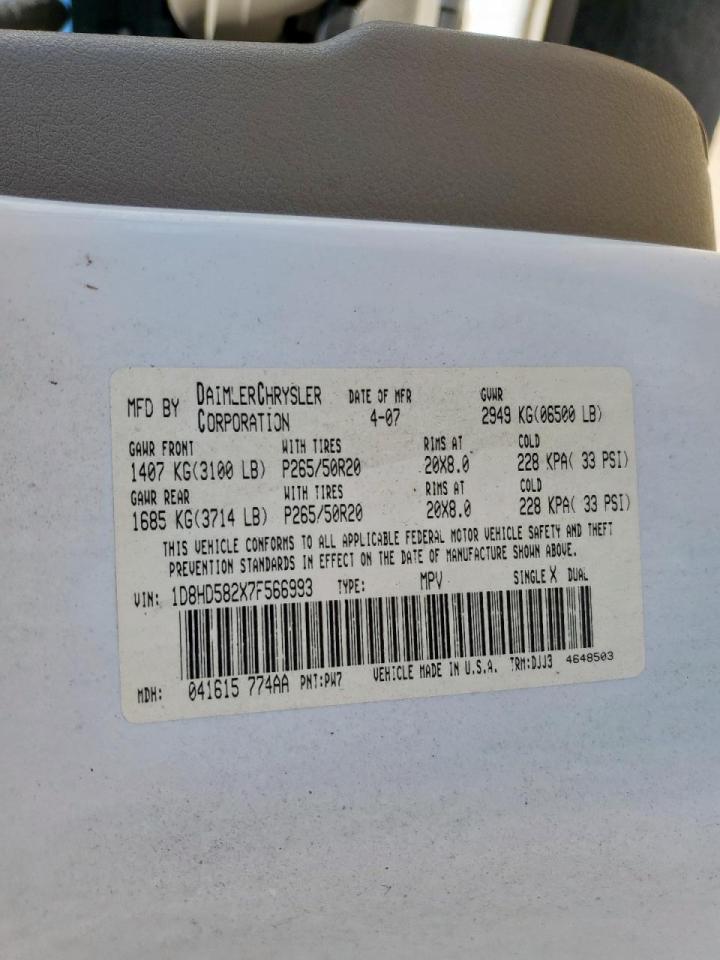 MFD BY DAIMLERCHRYSLER CORPORATION DATE OF MFR 4-07 GVWR 2949 KG(06500 LB)
GAWR FRONT WITH TIRES RIMS AT COLD
1407 KG(3100 LB) P265/50R20 20X8.0 228 KPA( 33 PSI)
GAWR REAR WITH TIRES RIMS AT COLD
1685 KG(3714 LB) P265/50R20 20X8.0 228 KPA( 33 PSI)
THIS VEHICLE CONFORMS TO ALL APPLICABLE FEDERAL MOTOR VEHICLE SAFETY AND THEFT
PREVENTION STANDARDS IN EFFECT ON THE DATE OF MANUFACTURE SHOWN ABOVE.
VIN: 1D8HD582X7F566993 TYPE: MPV SINGLE X DUAL
MDH: 041615 774AA PNT:PW7 VEHICLE MADE IN U.S.A. TRM:DJJ3 4648503